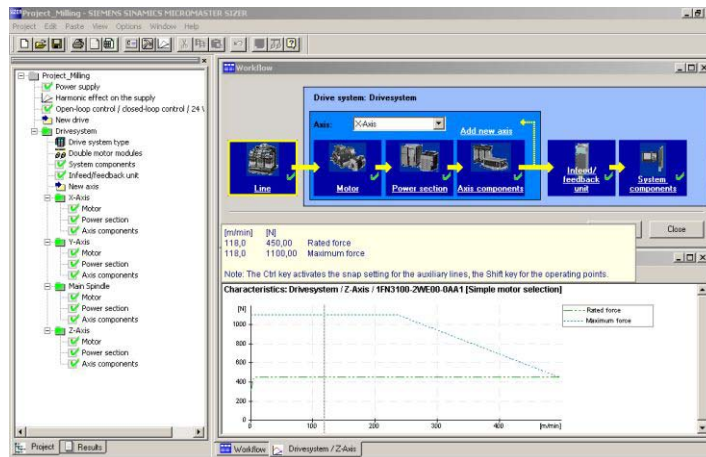 Project_Milling - SIEMENS SINAMICS MICROMASTER SIZER
Project Edit Paste View Options Window Help
Project_Milling
Power supply
Harmonic effect on the supply
Open-loop control / closed-loop control / 24 V
New drive
Drivesystem
Drive system type
Double motor modules
System components
Infeed/feedback unit
New axis
X-Axis
Motor
Power section
Axis components
Y-Axis
Motor
Power section
Axis components
Main Spindle
Motor
Power section
Axis components
Z-Axis
Motor
Power section
Axis components
Project Results
Workflow
Drive system: Drivesystem
Axis: X-Axis
Add new axis
Line
Motor
Power section
Axis components
Infeed/
feedback
unit
System
components
Close
[m/min] [N]
118,0 450,00 Rated force
118,0 1100,00 Maximum force
Note: The Ctrl key activates the snap setting for the auxiliary lines, the Shift key for the operating points.
Characteristics: Drivesystem / Z-Axis / 1FN3100-2WE00-0AA1 [Simple motor selection]
[N]
1000
800
600
400
200
0
0 100 200 300 400 [m/min]
Rated force
Maximum force
Workflow Drivesystem / Z-Axis